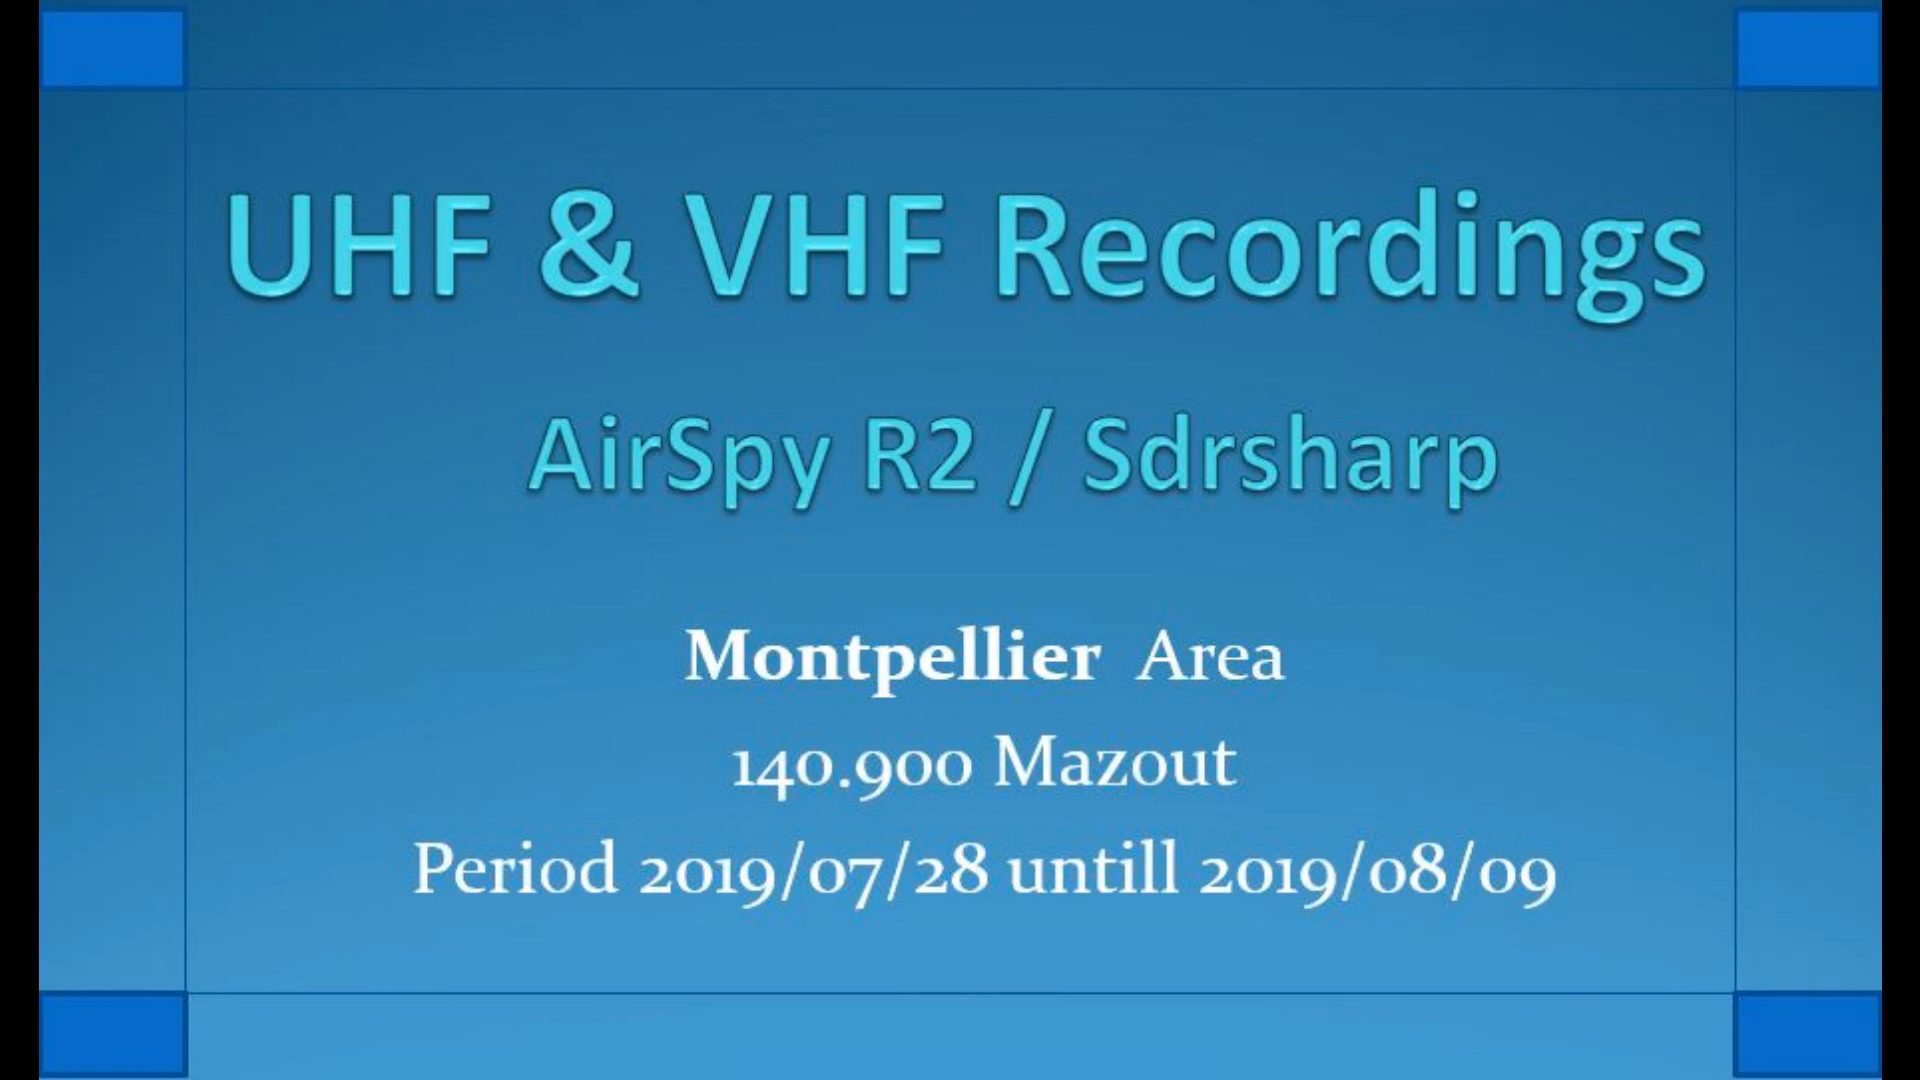 UHF & VHF Recordings
AirSpy R2 / Sdrsharp
Montpellier Area
140.900 Mazout
Period 2019/07/28 untill 2019/08/09